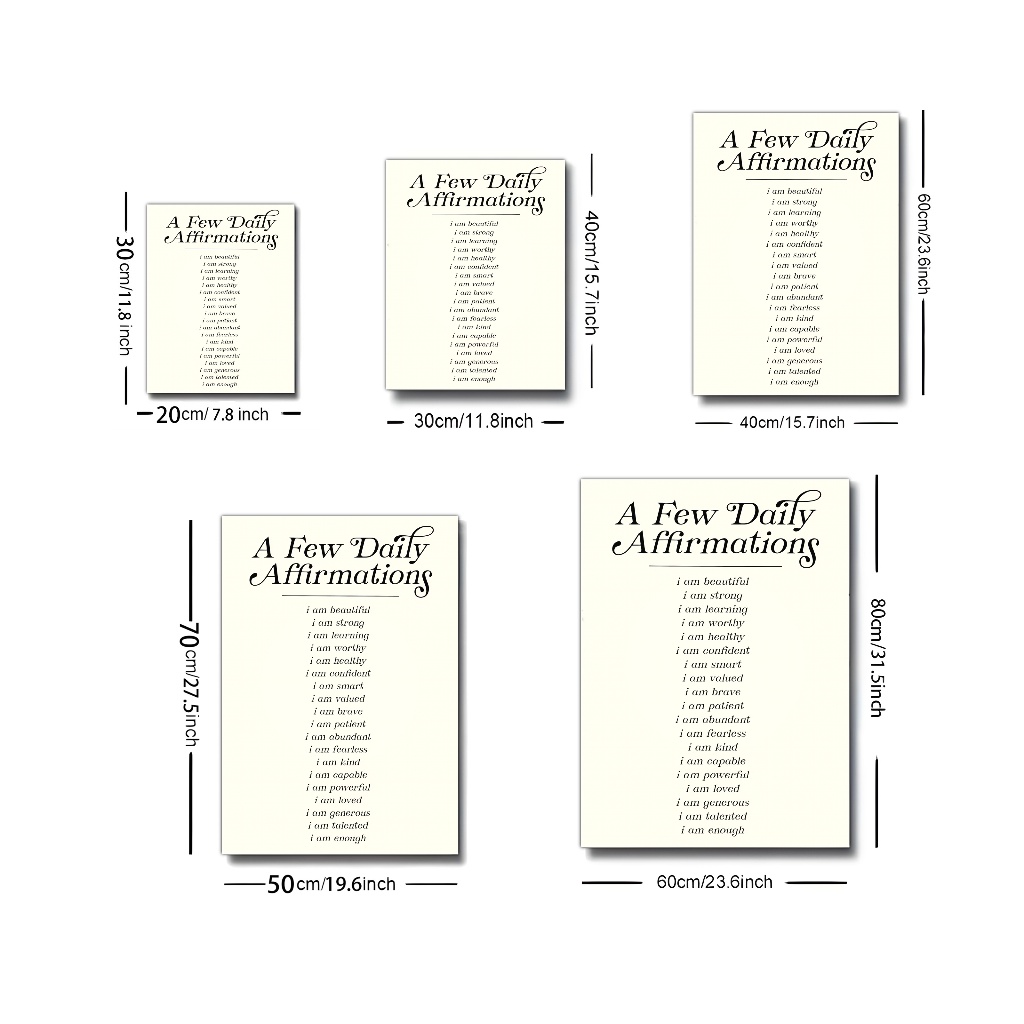 A Few Daily
Affirmations
i am beautiful
i am strong
i am learning
i am worthy
i am healthy
i am confident
i am smart
i am valued
i am brave
i am patient
i am abundant
i am fearless
i am kind
i am capable
i am powerful
i am loved
i am generous
i am talented
i am enough
30cm/11.8 inch
20cm/ 7.8 inch
A Few Daily
Affirmations
i am beautiful
i am strong
i am learning
i am worthy
i am healthy
i am confident
i am smart
i am valued
i am brave
i am patient
i am abundant
i am fearless
i am kind
i am capable
i am powerful
i am loved
i am generous
i am talented
i am enough
40cm/15.7inch
30cm/11.8inch
A Few Daily
Affirmations
i am beautiful
i am strong
i am learning
i am worthy
i am healthy
i am confident
i am smart
i am valued
i am brave
i am patient
i am abundant
i am fearless
i am kind
i am capable
i am powerful
i am loved
i am generous
i am talented
i am enough
60cm/23.6inch
40cm/15.7inch
A Few Daily
Affirmations
i am beautiful
i am strong
i am learning
i am worthy
i am healthy
i am confident
i am smart
i am valued
i am brave
i am patient
i am abundant
i am fearless
i am kind
i am capable
i am powerful
i am loved
i am generous
i am talented
i am enough
70cm/27.5inch
50cm/19.6inch
A Few Daily
Affirmations
i am beautiful
i am strong
i am learning
i am worthy
i am healthy
i am confident
i am smart
i am valued
i am brave
i am patient
i am abundant
i am fearless
i am kind
i am capable
i am powerful
i am loved
i am generous
i am talented
i am enough
80cm/31.5inch
60cm/23.6inch